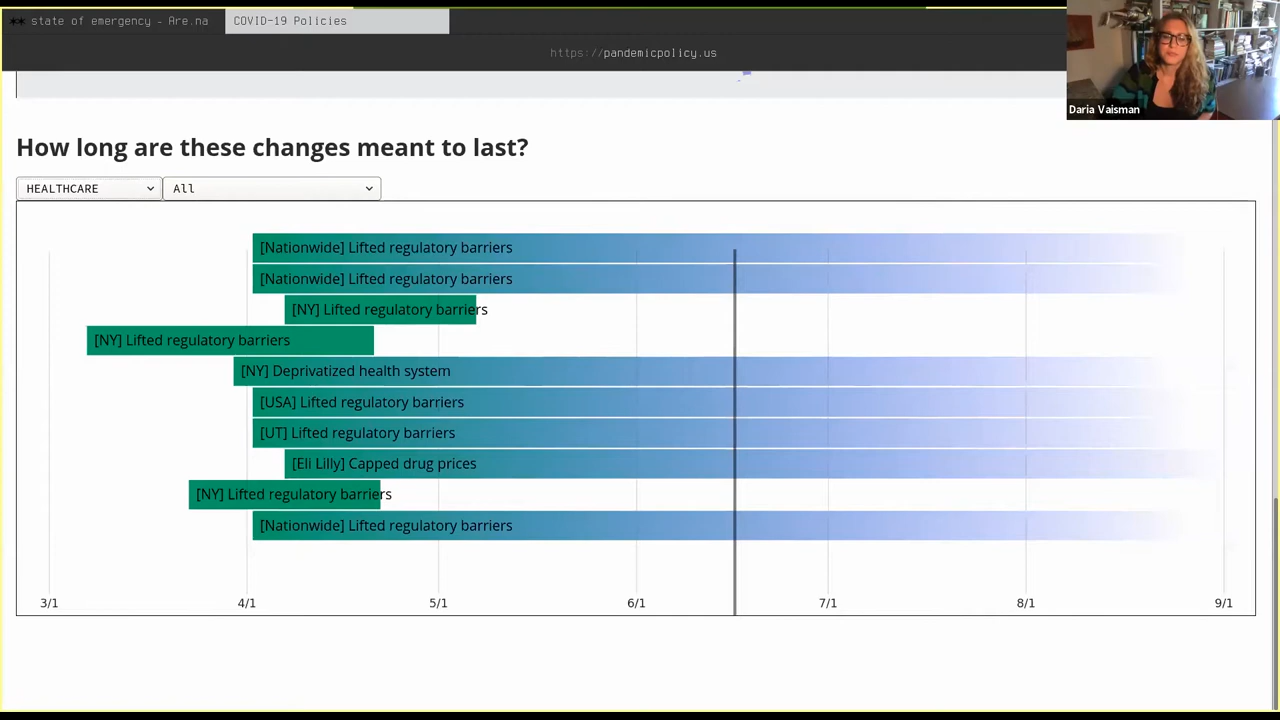 state of emergency - Are.na
COVID-19 Policies
https://pandemicpolicy.us
Daria Vaisman
How long are these changes meant to last?
HEALTHCARE
All
[Nationwide] Lifted regulatory barriers
[Nationwide] Lifted regulatory barriers
[NY] Lifted regulatory barriers
[NY] Lifted regulatory barriers
[NY] Deprivatized health system
[USA] Lifted regulatory barriers
[UT] Lifted regulatory barriers
[Eli Lilly] Capped drug prices
[NY] Lifted regulatory barriers
[Nationwide] Lifted regulatory barriers
3/1 4/1 5/1 6/1 7/1 8/1 9/1